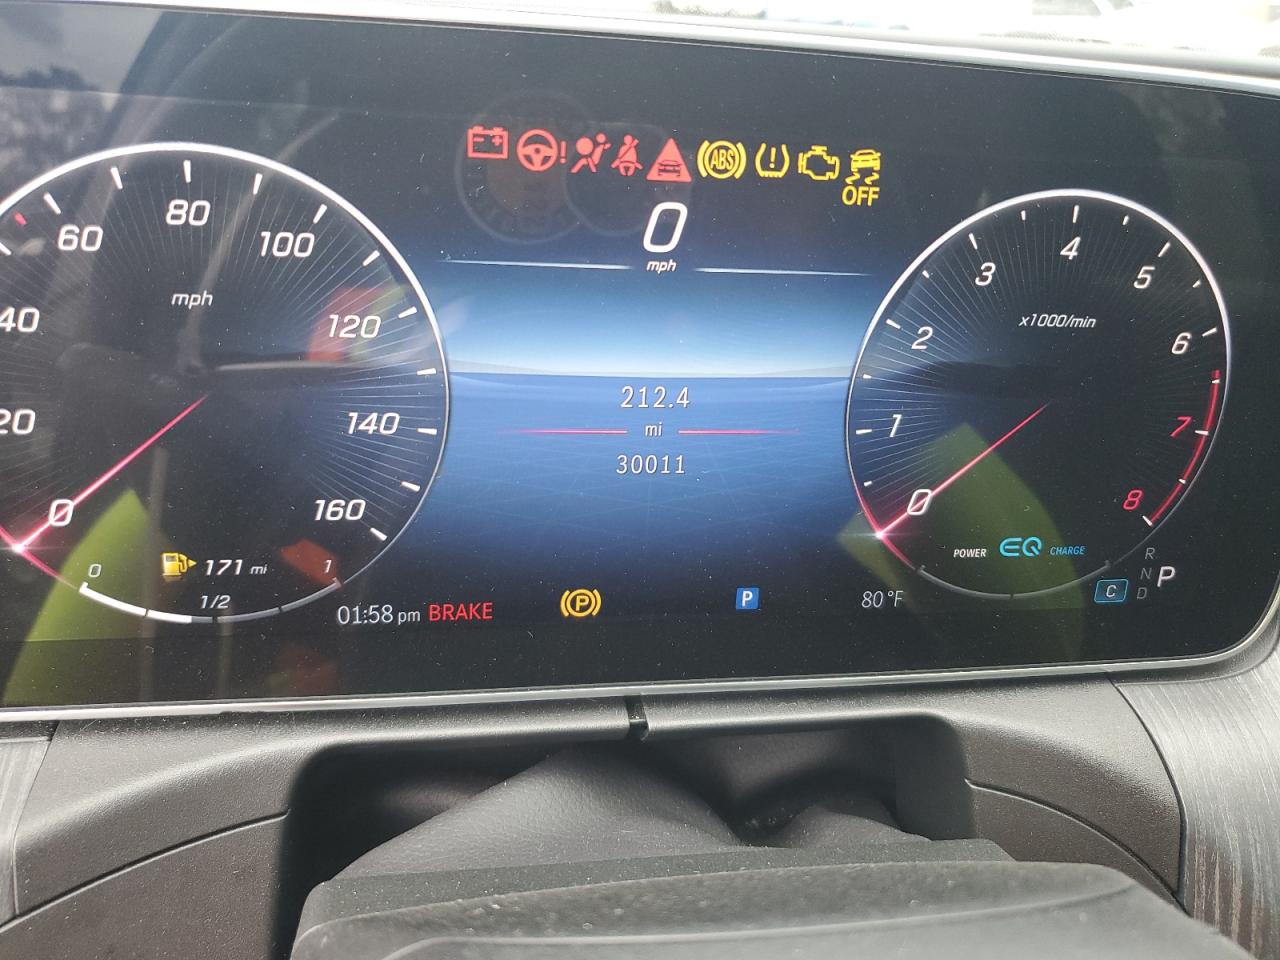 ABS
OFF
0
mph
40
60
80
100
120
140
160
20
0
mph
212.4
mi
30011
0
1
2
3
4
5
6
7
8
x1000/min
0
171 mi
1
1/2
01:58 pm BRAKE
P
P
80°F
POWER EQ CHARGE
C
R
N
D
P